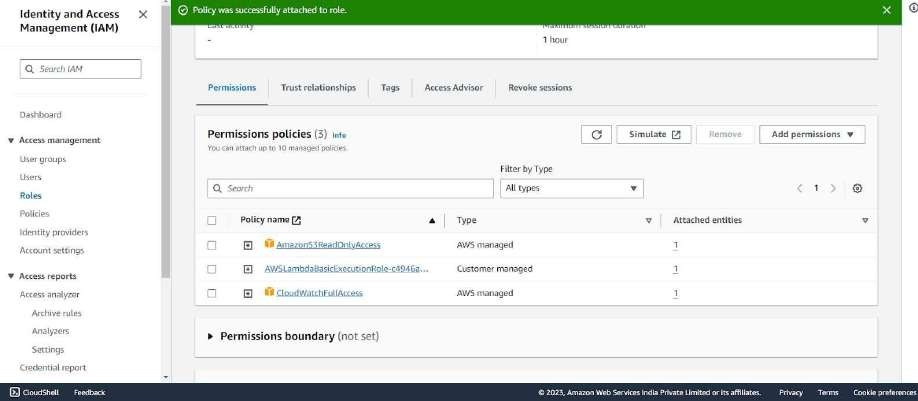 Identity and Access Management (IAM)
Search IAM
Dashboard
Access management
User groups
Users
Roles
Policies
Identity providers
Account settings
Access reports
Access analyzer
Archive rules
Analyzers
Settings
Credential report
Policy was successfully attached to role.
Last activity
-
Maximum session duration
1 hour
Permissions Trust relationships Tags Access Advisor Revoke sessions
Permissions policies (3) Info
You can attach up to 10 managed policies.
Simulate Remove Add permissions
Filter by Type
Search All types 1
Policy name Type Attached entities
AmazonS3ReadOnlyAccess AWS managed 1
AWSLambdaBasicExecutionRole-c4946a... Customer managed 1
CloudWatchFullAccess AWS managed 1
Permissions boundary (not set)
CloudShell Feedback © 2023, Amazon Web Services India Private Limited or its affiliates. Privacy Terms Cookie preferences